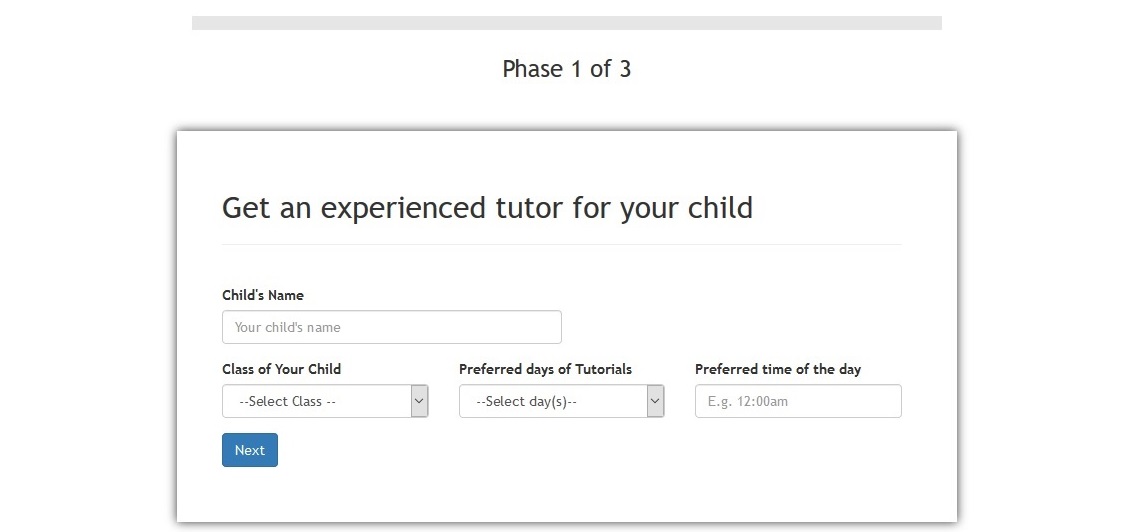 Phase 1 of 3
Get an experienced tutor for your child
Child's Name
Your child's name
Class of Your Child
Preferred days of Tutorials
Preferred time of the day
--Select Class --
--Select day(s)--
E.g. 12:00am
Next